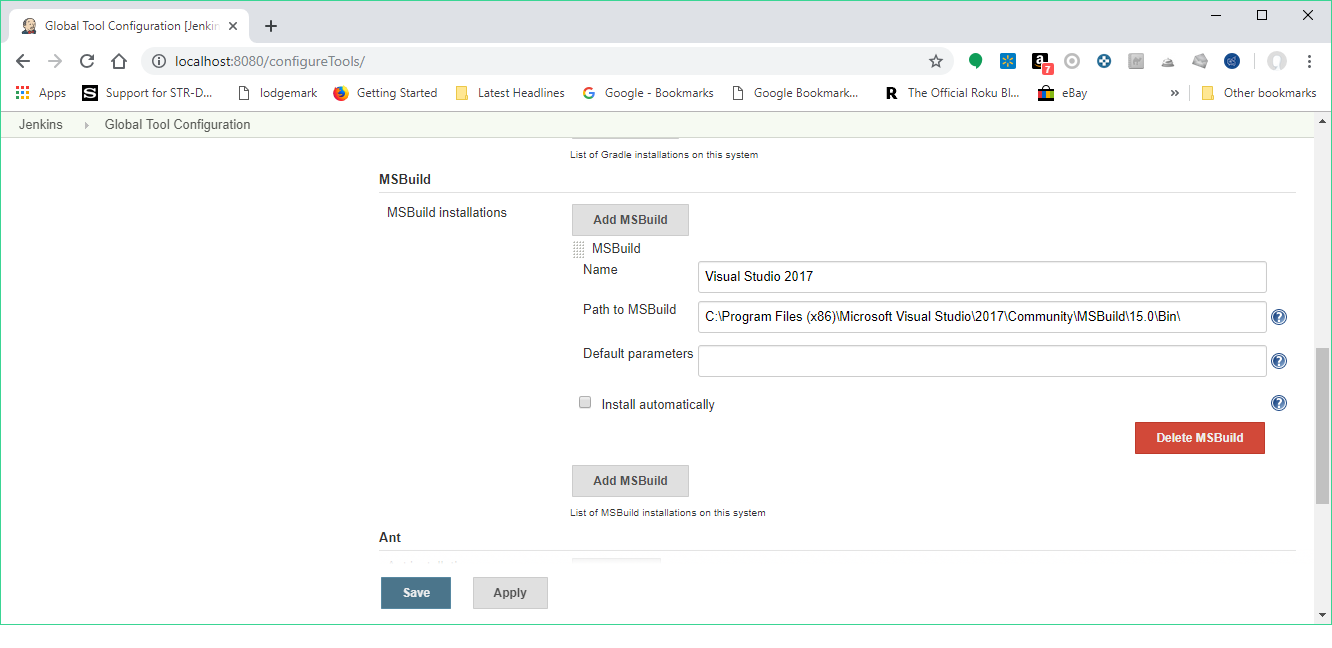 Global Tool Configuration [Jenkin
localhost:8080/configureTools/
a
7
Apps
S
Support for STR-D...
lodgemark
Getting Started
Latest Headlines
G
Google - Bookmarks
Google Bookmark...
R
The Official Roku Bl...
eBay
»
Other bookmarks
Jenkins
Global Tool Configuration
List of Gradle installations on this system
MSBuild
MSBuild installations
Add MSBuild
MSBuild
Name
Visual Studio 2017
Path to MSBuild
C:\Program Files (x86)\Microsoft Visual Studio\2017\Community\MSBuild\15.0\Bin\
?
Default parameters
?
Install automatically
?
Delete MSBuild
Add MSBuild
List of MSBuild installations on this system
Ant
Save
Apply